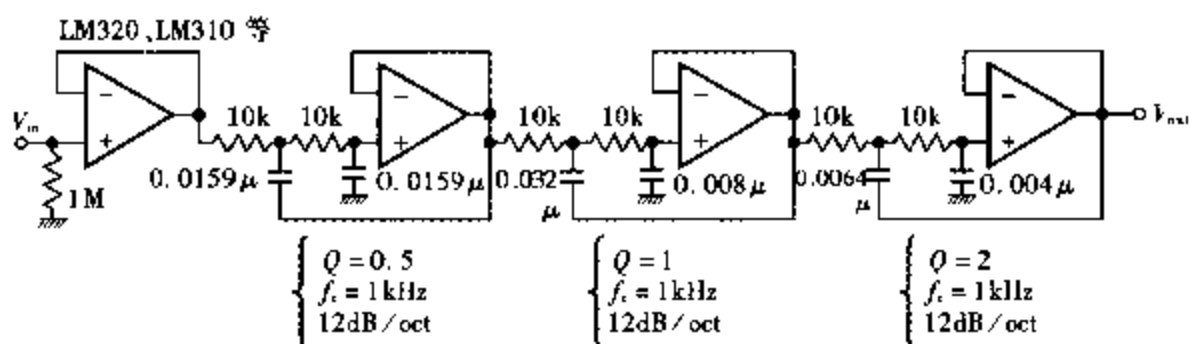 LM320、LM310 等
V_in
1M
10k
10k
0.0159μ
0.0159μ
10k
10k
0.032
μ
0.008μ
10k
10k
0.0064
μ
0.004μ
V_out
Q=0.5
f_c=1kHz
12dB/oct
Q=1
f_c=1kHz
12dB/oct
Q=2
f_c=1kHz
12dB/oct